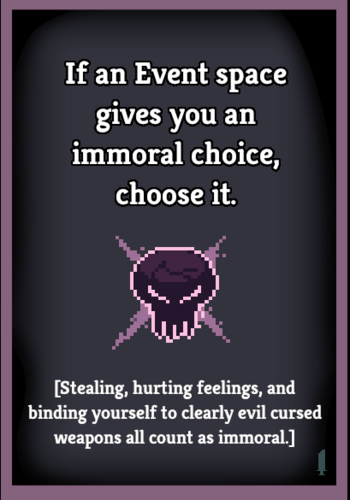 If an Event space
gives you an
immoral choice,
choose it.
[Stealing, hurting feelings, and
binding yourself to clearly evil cursed
weapons all count as immoral.]